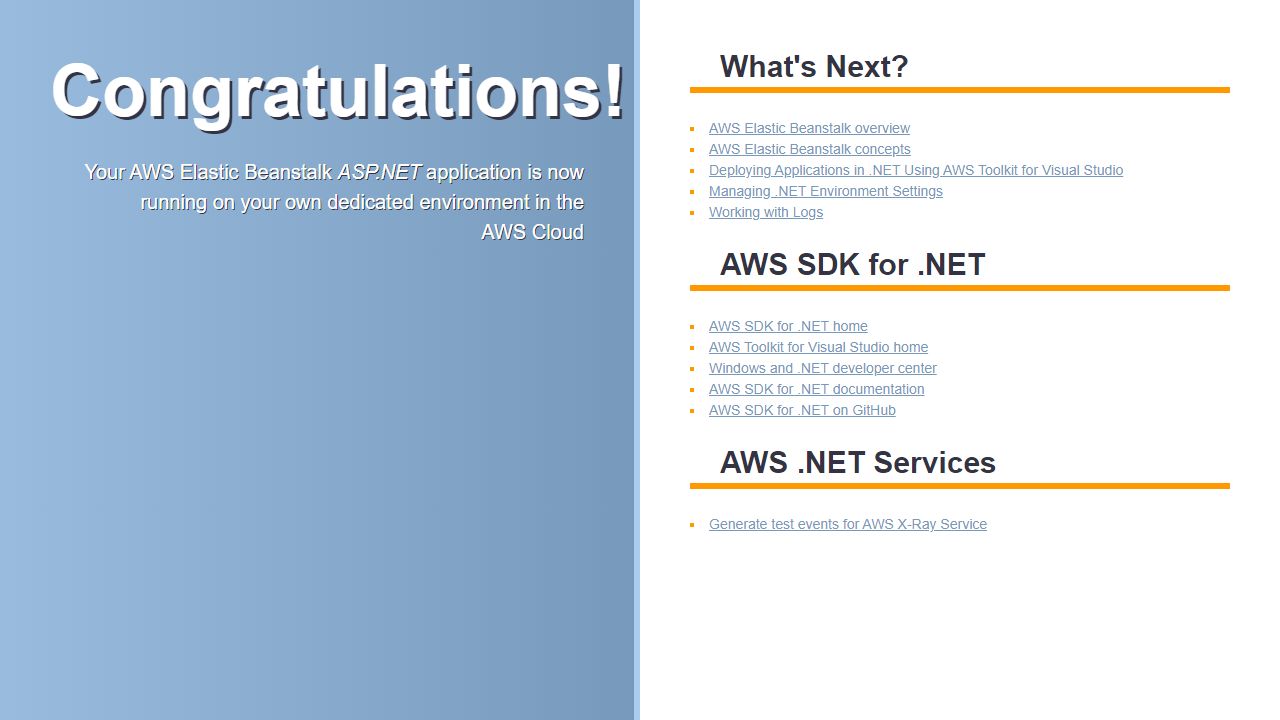 Congratulations!
Your AWS Elastic Beanstalk ASP.NET application is now
running on your own dedicated environment in the
AWS Cloud
What's Next?
AWS Elastic Beanstalk overview
AWS Elastic Beanstalk concepts
Deploying Applications in .NET Using AWS Toolkit for Visual Studio
Managing .NET Environment Settings
Working with Logs
AWS SDK for .NET
AWS SDK for .NET home
AWS Toolkit for Visual Studio home
Windows and .NET developer center
AWS SDK for .NET documentation
AWS SDK for .NET on GitHub
AWS .NET Services
Generate test events for AWS X-Ray Service